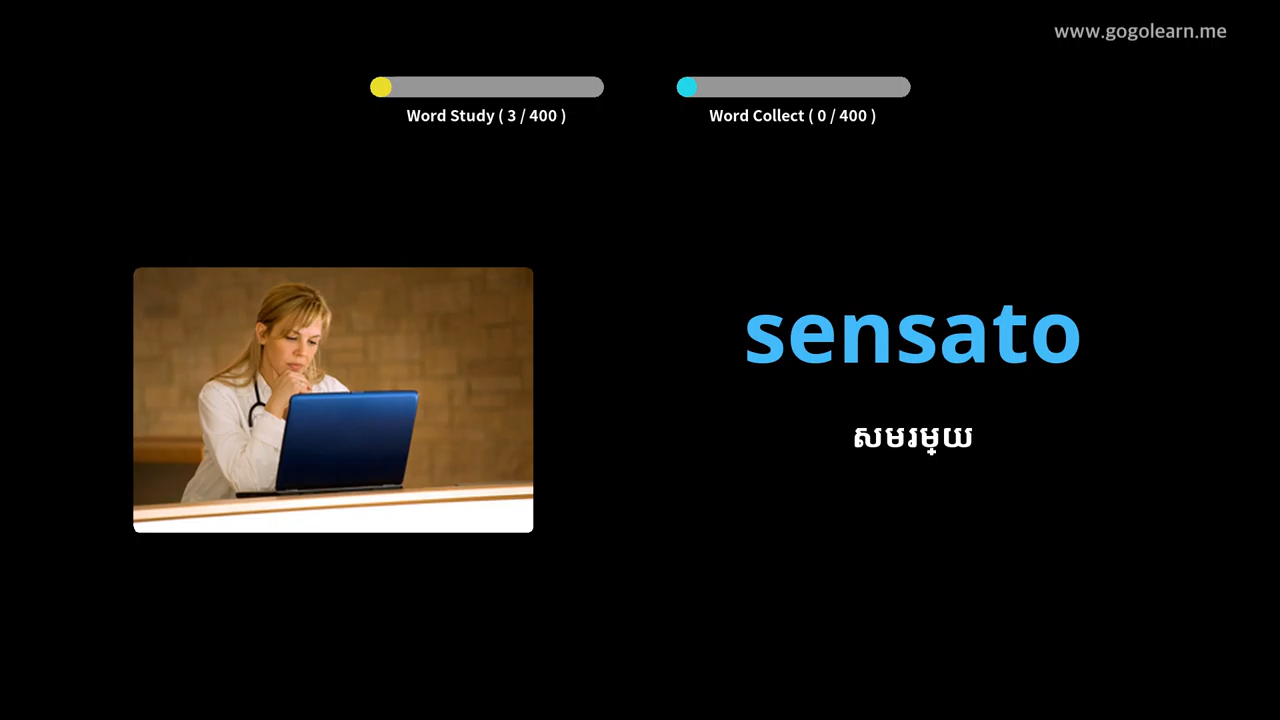 www.gogolearn.me
Word Study ( 3 / 400 )
Word Collect ( 0 / 400 )
sensato
សមរម្យ